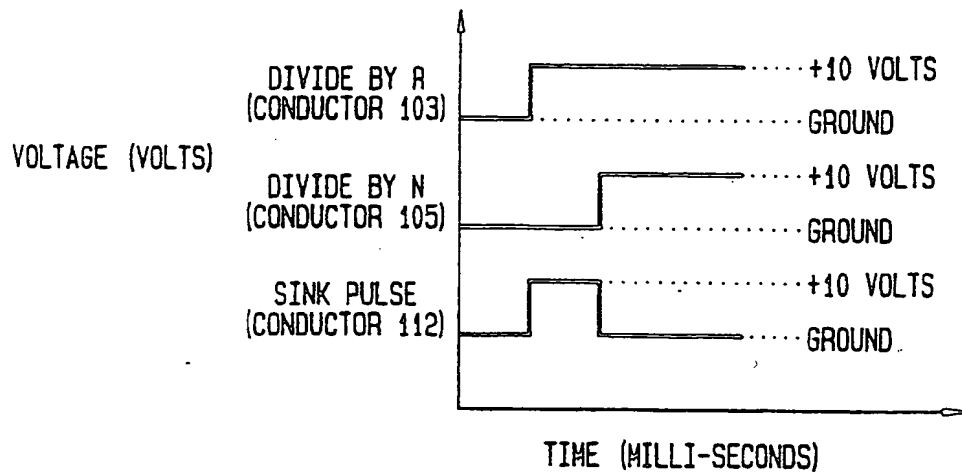 DIVIDE BY R
(CONDUCTOR 103)
+10 VOLTS
GROUND
VOLTAGE (VOLTS)
DIVIDE BY N
(CONDUCTOR 105)
+10 VOLTS
GROUND
SINK PULSE
(CONDUCTOR 112)
+10 VOLTS
GROUND
TIME (MILLI-SECONDS)